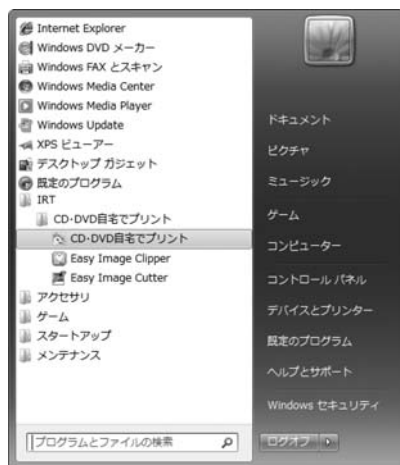 Internet Explorer
Windows DVD メーカー
Windows FAX とスキャン
Windows Media Center
Windows Media Player
Windows Update
XPS ビューアー
デスクトップ ガジェット
既定のプログラム
IRT
CD・DVD自宅でプリント
CD・DVD自宅でプリント
Easy Image Clipper
Easy Image Cutter
アクセサリ
ゲーム
スタートアップ
メンテナンス
プログラムとファイルの検索
ドキュメント
ピクチャ
ミュージック
ゲーム
コンピューター
コントロール パネル
デバイスとプリンター
既定のプログラム
ヘルプとサポート
Windows セキュリティ
ログオフ